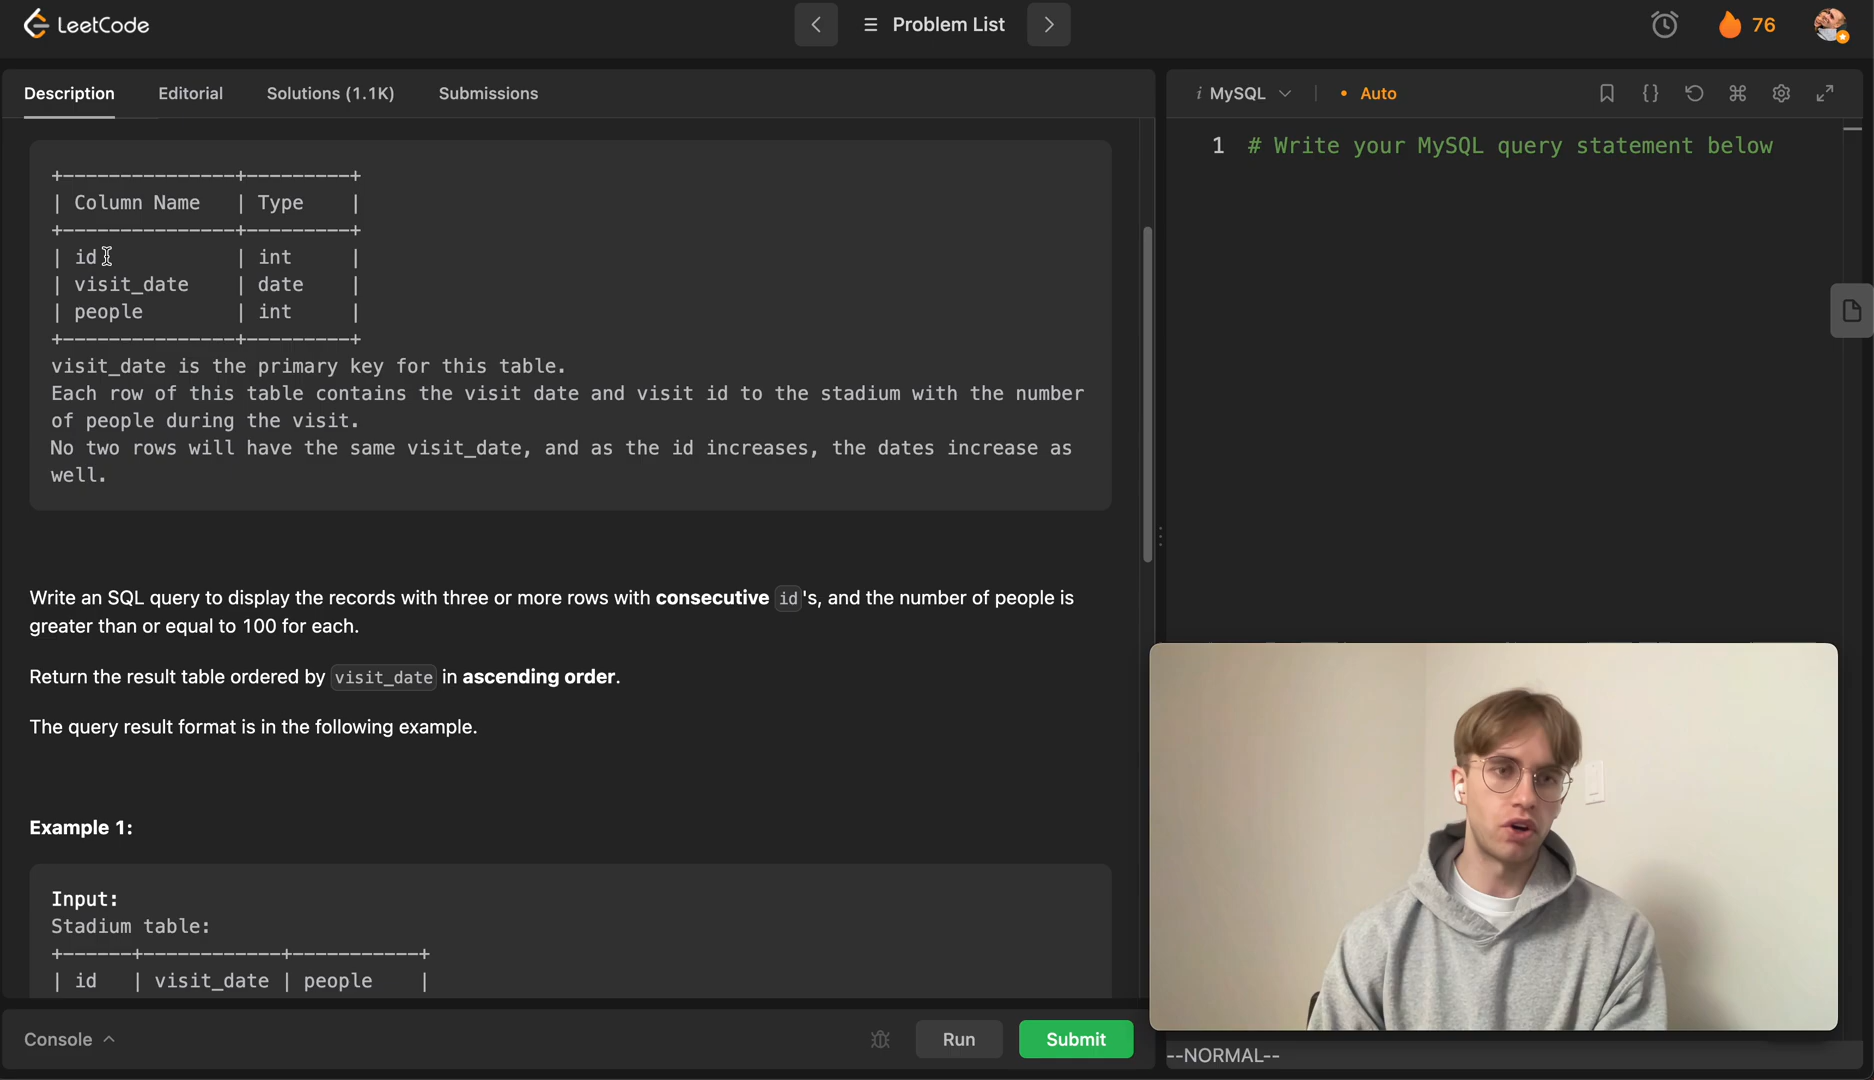 LeetCode
Problem List
76
Description
Editorial
Solutions (1.1K)
Submissions
+---------------+---------+
| Column Name   | Type    |
+---------------+---------+
| id            | int     |
| visit_date    | date    |
| people        | int     |
+---------------+---------+
visit_date is the primary key for this table.
Each row of this table contains the visit date and visit id to the stadium with the number
of people during the visit.
No two rows will have the same visit_date, and as the id increases, the dates increase as
well.
Write an SQL query to display the records with three or more rows with consecutive id's, and the number of people is
greater than or equal to 100 for each.
Return the result table ordered by visit_date in ascending order.
The query result format is in the following example.
Example 1:
Input:
Stadium table:
+------+------------+-----------+
| id   | visit_date | people    |
Console
Run
Submit
i MySQL
• Auto
{}
1 # Write your MySQL query statement below
--NORMAL--